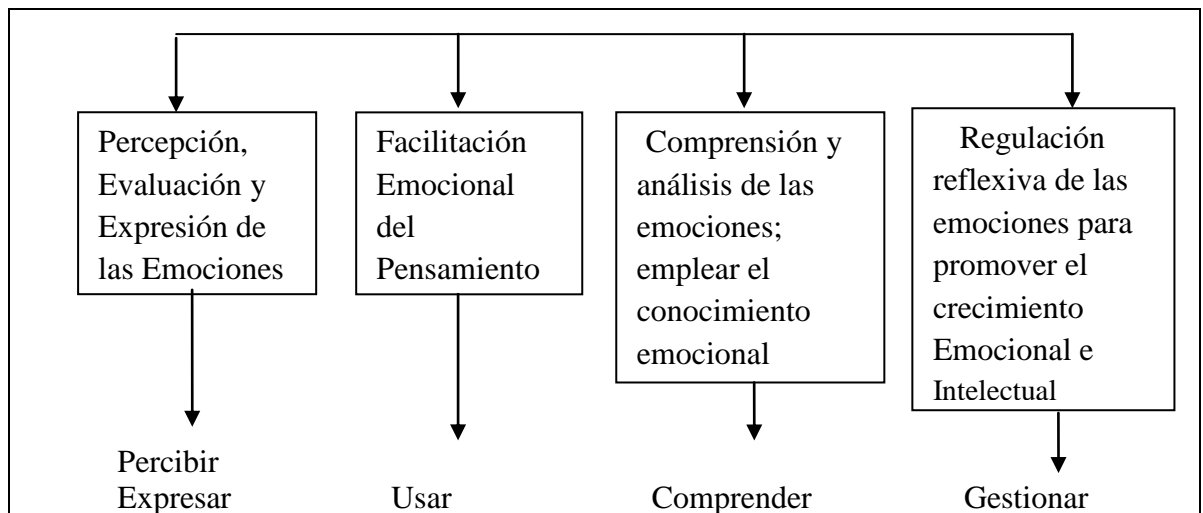 Percepción,
Evaluación y
Expresión de
las Emociones
Facilitación
Emocional
del
Pensamiento
Comprensión y
análisis de las
emociones;
emplear el
conocimiento
emocional
Regulación
reflexiva de las
emociones para
promover el
crecimiento
Emocional e
Intelectual
Percibir
Expresar
Usar
Comprender
Gestionar